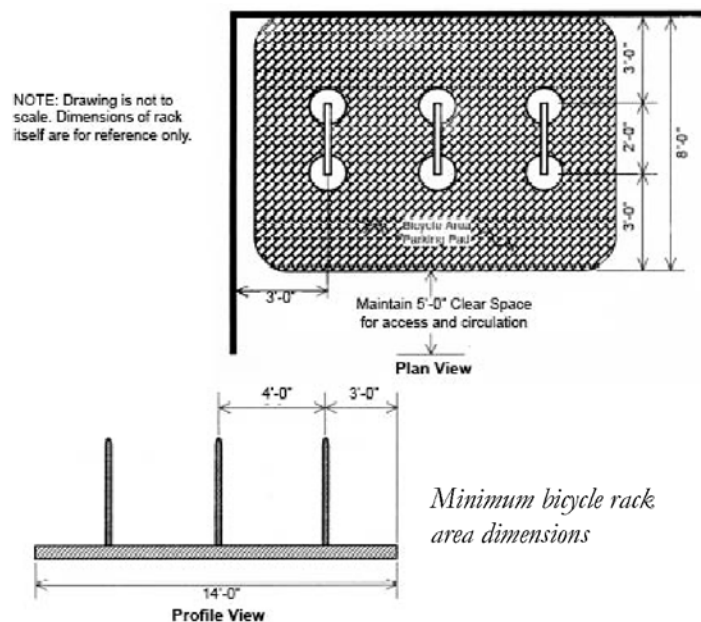 NOTE: Drawing is not to
scale. Dimensions of rack
itself are for reference only.
3'-0"
2'-0"
8'-0"
3'-0"
Bicycle Area
Parking Pad
3'-0"
Maintain 5'-0" Clear Space
for access and circulation
Plan View
4'-0"
3'-0"
Minimum bicycle rack
area dimensions
14'-0"
Profile View